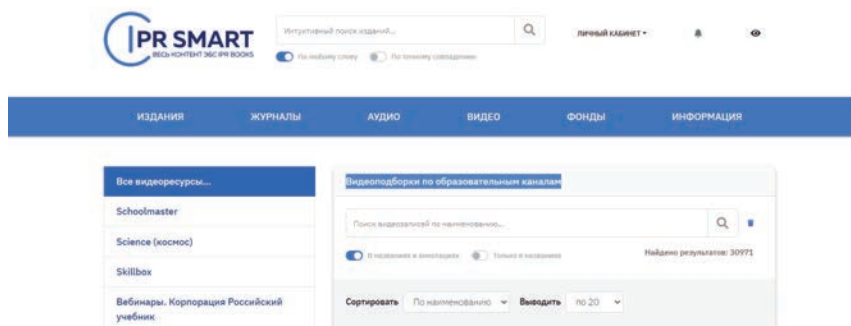 IPR SMART
ВЕСЬ КОНТЕНТ ЭБС IPR BOOKS
Интуитивный поиск изданий...
По любому слову
По точному совпадению
ЛИЧНЫЙ КАБИНЕТ
ИЗДАНИЯ
ЖУРНАЛЫ
АУДИО
ВИДЕО
ФОНДЫ
ИНФОРМАЦИЯ
Все видеоресурсы...
Schoolmaster
Science (космос)
Skillbox
Вебинары. Корпорация Российский
учебник
Видеоподборки по образовательным каналам
Поиск видеозаписей по наименованию...
В названиях и аннотациях
Только в названиях
Найдено результатов: 30971
Сортировать По наименованию Выводить по 20